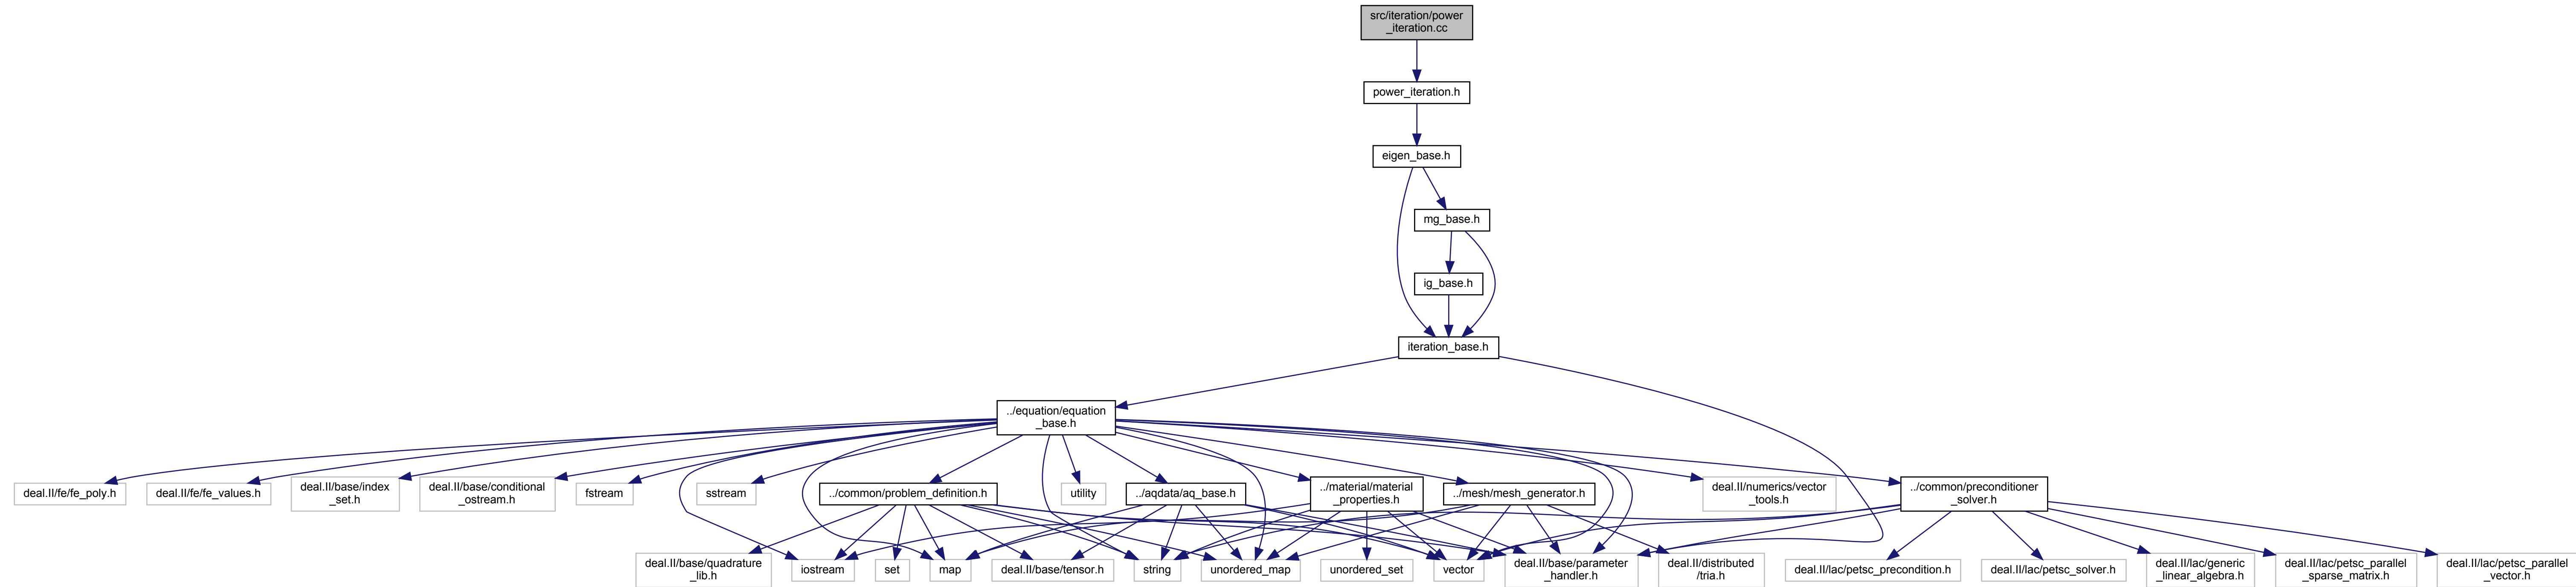 src/iteration/power
_iteration.cc
power_iteration.h
eigen_base.h
mg_base.h
ig_base.h
iteration_base.h
../equation/equation
_base.h
deal.II/fe/fe_poly.h
deal.II/fe/fe_values.h
deal.II/base/index
_set.h
deal.II/base/conditional
_ostream.h
fstream
sstream
../common/problem_definition.h
utility
../aqdata/aq_base.h
../material/material
_properties.h
../mesh/mesh_generator.h
deal.II/numerics/vector
_tools.h
../common/preconditioner
_solver.h
deal.II/base/quadrature
_lib.h
iostream
set
map
deal.II/base/tensor.h
string
unordered_map
unordered_set
vector
deal.II/base/parameter
_handler.h
deal.II/distributed
/tria.h
deal.II/lac/petsc_precondition.h
deal.II/lac/petsc_solver.h
deal.II/lac/generic
_linear_algebra.h
deal.II/lac/petsc_parallel
_sparse_matrix.h
deal.II/lac/petsc_parallel
_vector.h